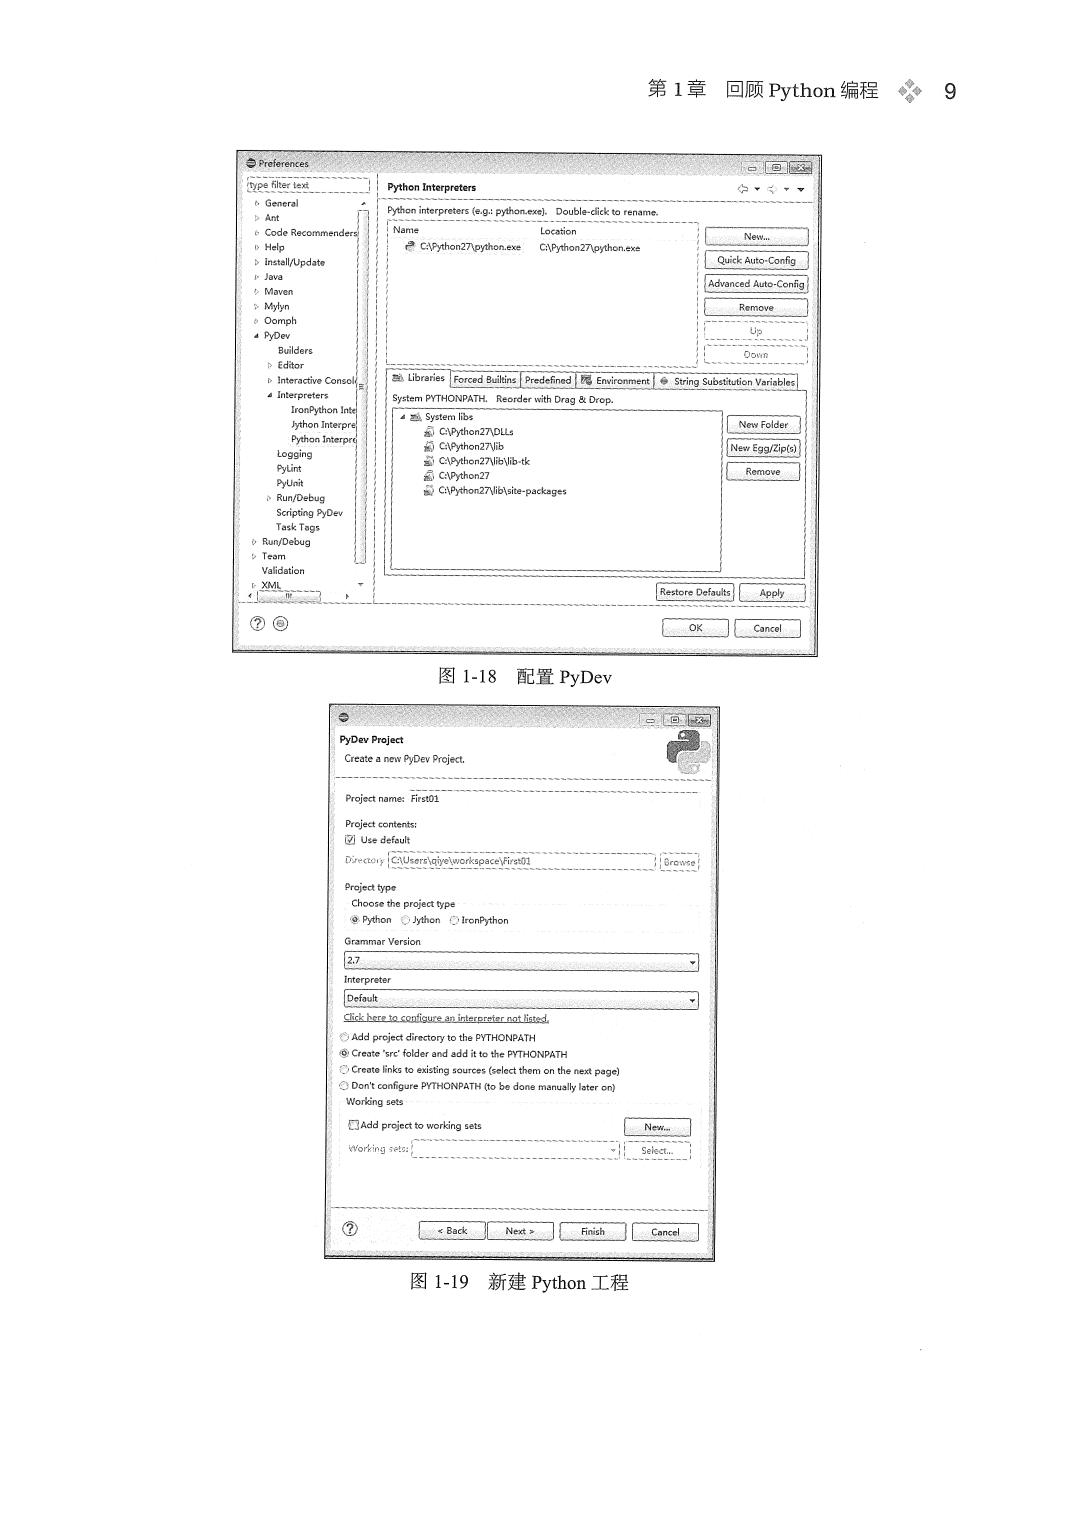 第 1 章 回顾 Python 编程 9
Preferences
type filter text
General
Ant
Code Recommenders
Help
Install/Update
Java
Maven
Mylyn
Oomph
PyDev
Builders
Editor
Interactive Consol
Interpreters
IronPython Inte
Jython Interpre
Python Interpre
Logging
PyLint
PyUnit
Run/Debug
Scripting PyDev
Task Tags
Run/Debug
Team
Validation
XML
Python Interpreters
Python interpreters (e.g.: python.exe). Double-click to rename.
Name Location
C:\Python27\python.exe C:\Python27\python.exe
New...
Quick Auto-Config
Advanced Auto-Config
Remove
Up
Down
Libraries Forced Builtins Predefined Environment String Substitution Variables
System PYTHONPATH. Reorder with Drag & Drop.
System libs
C:\Python27\DLLs
C:\Python27\lib
C:\Python27\lib\lib-tk
C:\Python27
C:\Python27\lib\site-packages
New Folder
New Egg/Zip(s)
Remove
Restore Defaults Apply
OK Cancel
图 1-18 配置 PyDev
PyDev Project
Create a new PyDev Project.
Project name: First01
Project contents:
Use default
Directory C:\Users\qiye\workspace\First01 Browse
Project type
Choose the project type
Python Jython IronPython
Grammar Version
2.7
Interpreter
Default
Click here to configure an interpreter not listed.
Add project directory to the PYTHONPATH
Create 'src' folder and add it to the PYTHONPATH
Create links to existing sources (select them on the next page)
Don't configure PYTHONPATH (to be done manually later on)
Working sets
Add project to working sets New...
Working sets: Select...
< Back Next > Finish Cancel
图 1-19 新建 Python 工程